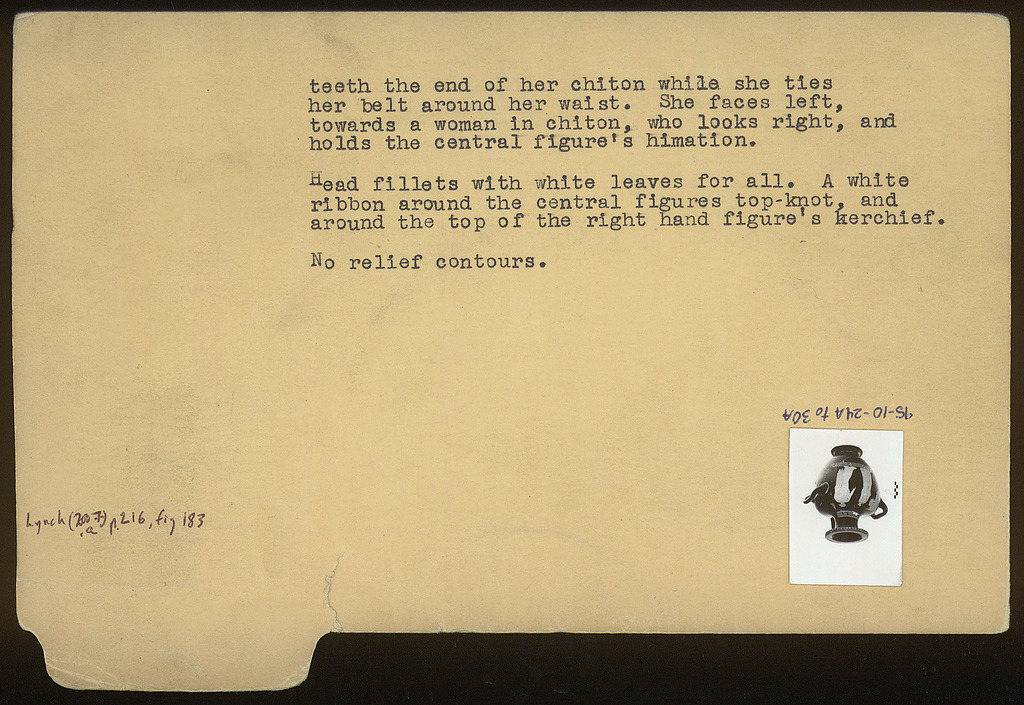 teeth the end of her chiton while she ties
her belt around her waist.  She faces left,
towards a woman in chiton, who looks right, and
holds the central figure's himation.
Head fillets with white leaves for all.  A white
ribbon around the central figures top-knot, and
around the top of the right hand figure's kerchief.
No relief contours.
95-10-24A to 30A
Lynch p.216, fig 183